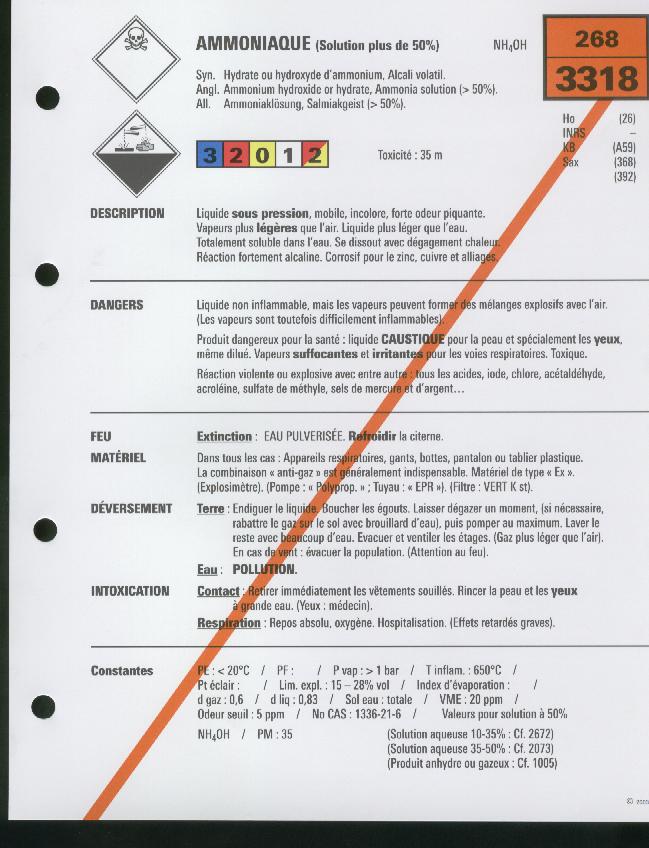 AMMONIAQUE (Solution plus de 50%) NH₄OH
268
3318
Syn. Hydrate ou hydroxyde d'ammonium, Alcali volatil.
Angl. Ammonium hydroxide or hydrate, Ammonia solution (> 50%).
All. Ammoniaklösung, Salmiakgeist (> 50%).
Ho (26)
INRS –
KB (A59)
Sax (368)
(392)
3 2 0 1 2 Toxicité : 35 m
DESCRIPTION Liquide sous pression, mobile, incolore, forte odeur piquante.
Vapeurs plus légères que l'air. Liquide plus léger que l'eau.
Totalement soluble dans l'eau. Se dissout avec dégagement chaleur.
Réaction fortement alcaline. Corrosif pour le zinc, cuivre et alliages.
DANGERS Liquide non inflammable, mais les vapeurs peuvent former des mélanges explosifs avec l'air.
(Les vapeurs sont toutefois difficilement inflammables).
Produit dangereux pour la santé : liquide CAUSTIQUE pour la peau et spécialement les yeux,
même dilué. Vapeurs suffocantes et irritantes pour les voies respiratoires. Toxique.
Réaction violente ou explosive avec entre autre : tous les acides, iode, chlore, acétaldéhyde,
acroléine, sulfate de méthyle, sels de mercure et d'argent…
FEU Extinction : EAU PULVERISÉE. Refroidir la citerne.
MATÉRIEL Dans tous les cas : Appareils respiratoires, gants, bottes, pantalon ou tablier plastique.
La combinaison « anti-gaz » est généralement indispensable. Matériel de type « Ex ».
(Explosimètre). (Pompe : « Polyprop. » ; Tuyau : « EPR »). (Filtre : VERT K st).
DÉVERSEMENT Terre : Endiguer le liquide. Boucher les égouts. Laisser dégazer un moment, (si nécessaire,
rabattre le gaz sur le sol avec brouillard d'eau), puis pomper au maximum. Laver le
reste avec beaucoup d'eau. Evacuer et ventiler les étages. (Gaz plus léger que l'air).
En cas de vent : évacuer la population. (Attention au feu).
Eau : POLLUTION.
INTOXICATION Contact : Retirer immédiatement les vêtements souillés. Rincer la peau et les yeux
à grande eau. (Yeux : médecin).
Respiration : Repos absolu, oxygène. Hospitalisation. (Effets retardés graves).
Constantes PE : < 20°C / PF : / P vap : > 1 bar / T inflam. : 650°C /
Pt éclair : / Lim. expl. : 15 – 28% vol / Index d'évaporation : /
d gaz : 0,6 / d liq : 0,83 / Sol eau : totale / VME : 20 ppm /
Odeur seuil : 5 ppm / No CAS : 1336-21-6 / Valeurs pour solution à 50%
NH₄OH / PM : 35 (Solution aqueuse 10-35% : Cf. 2672)
(Solution aqueuse 35-50% : Cf. 2073)
(Produit anhydre ou gazeux : Cf. 1005)
©